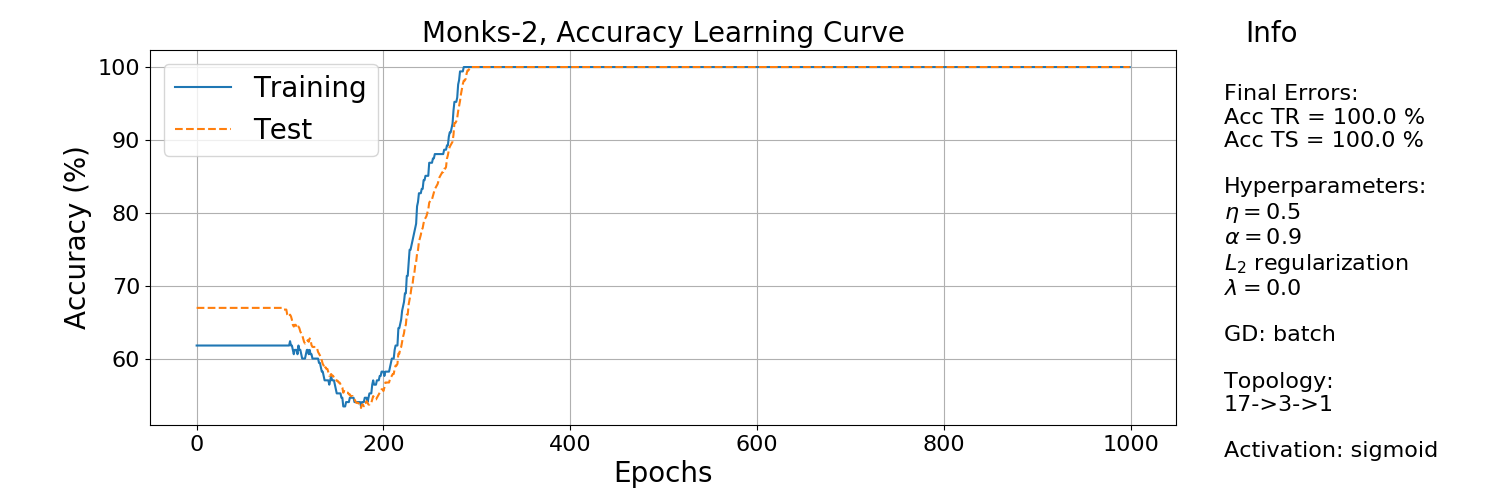 Monks-2, Accuracy Learning Curve
Info
Accuracy (%)
100
90
80
70
60
Training
Test
0
200
400
600
800
1000
Epochs
Final Errors:
Acc TR = 100.0 %
Acc TS = 100.0 %
Hyperparameters:
η = 0.5
α = 0.9
L₂ regularization
λ = 0.0
GD: batch
Topology:
17->3->1
Activation: sigmoid